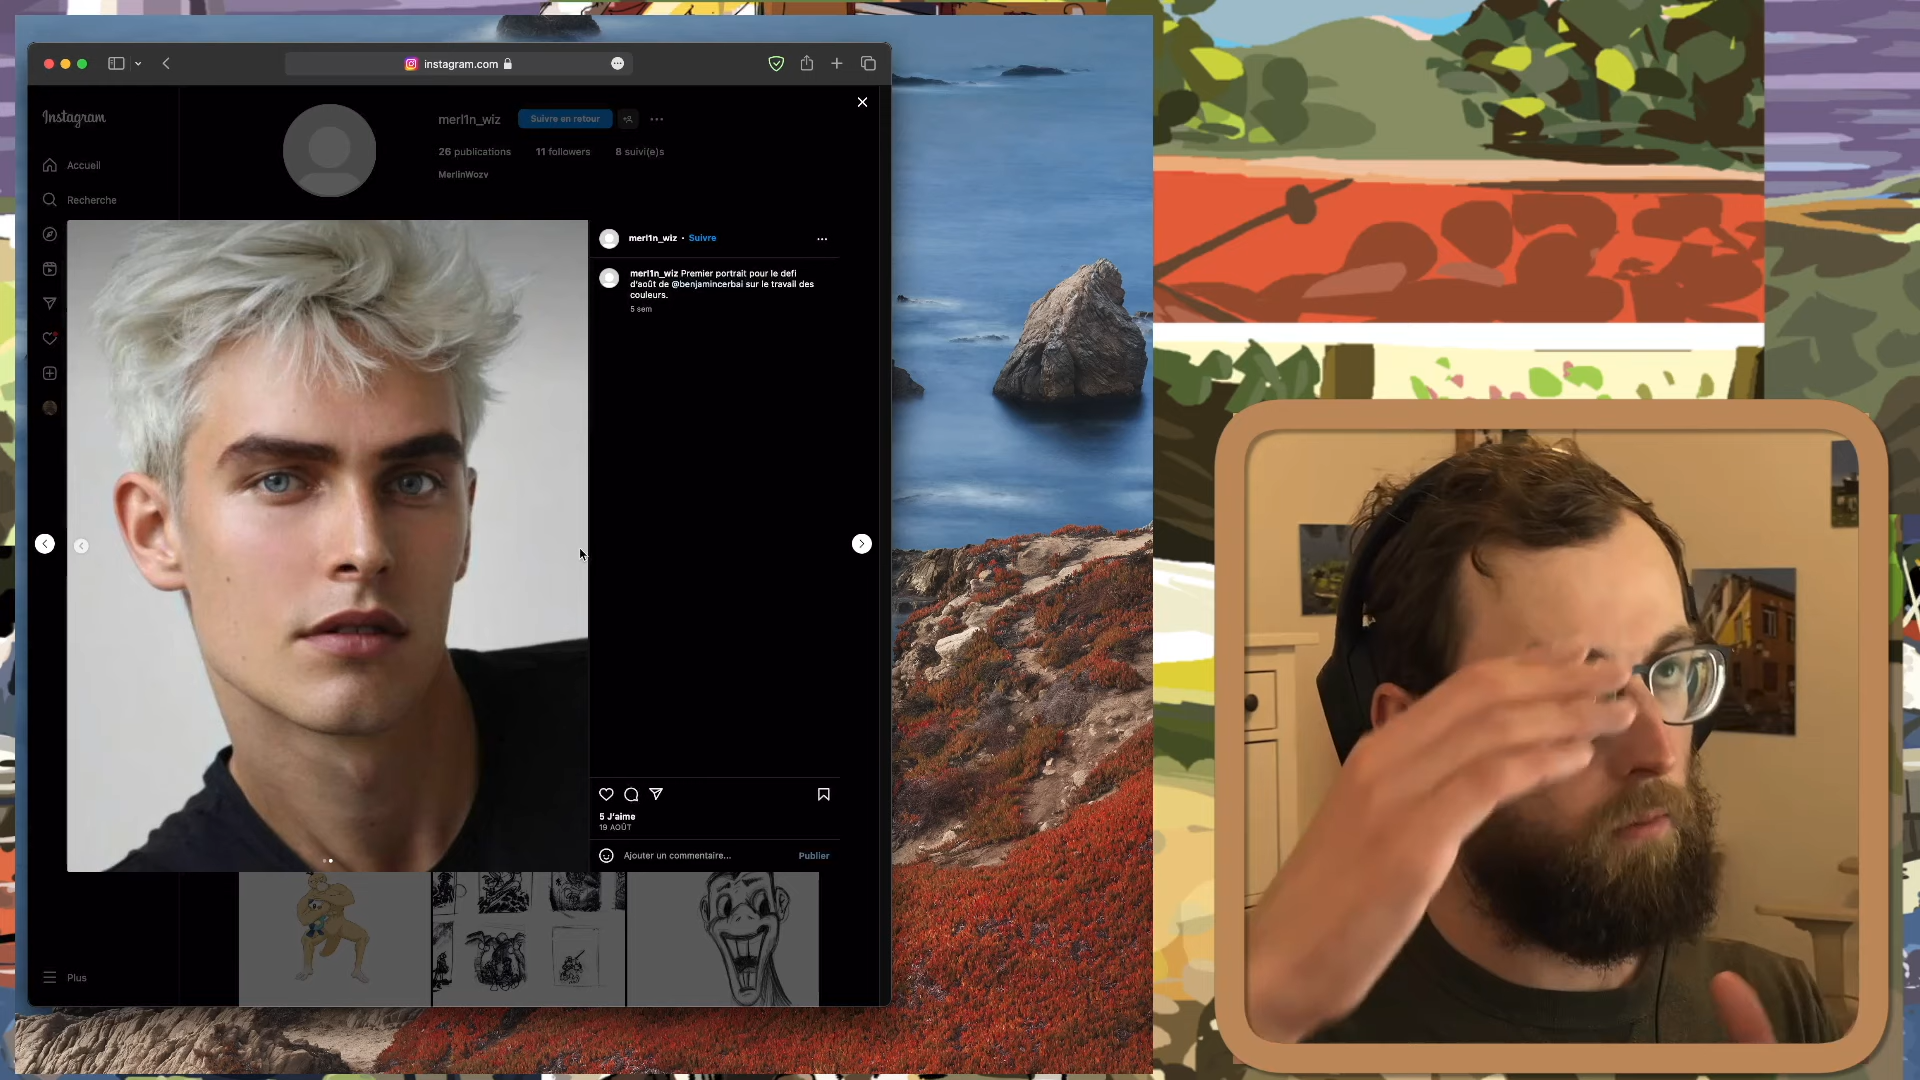 instagram.com
Instagram
merl1n_wiz
Suivre en retour
26 publications
11 followers
8 suivi(e)s
MerlinWozv
Accueil
Recherche
merl1n_wiz • Suivre
merl1n_wiz Premier portrait pour le defi
d'août de @benjamincerbai sur le travail des
couleurs.
5 sem
5 J'aime
19 AOÛT
Ajouter un commentaire...
Publier
Plus